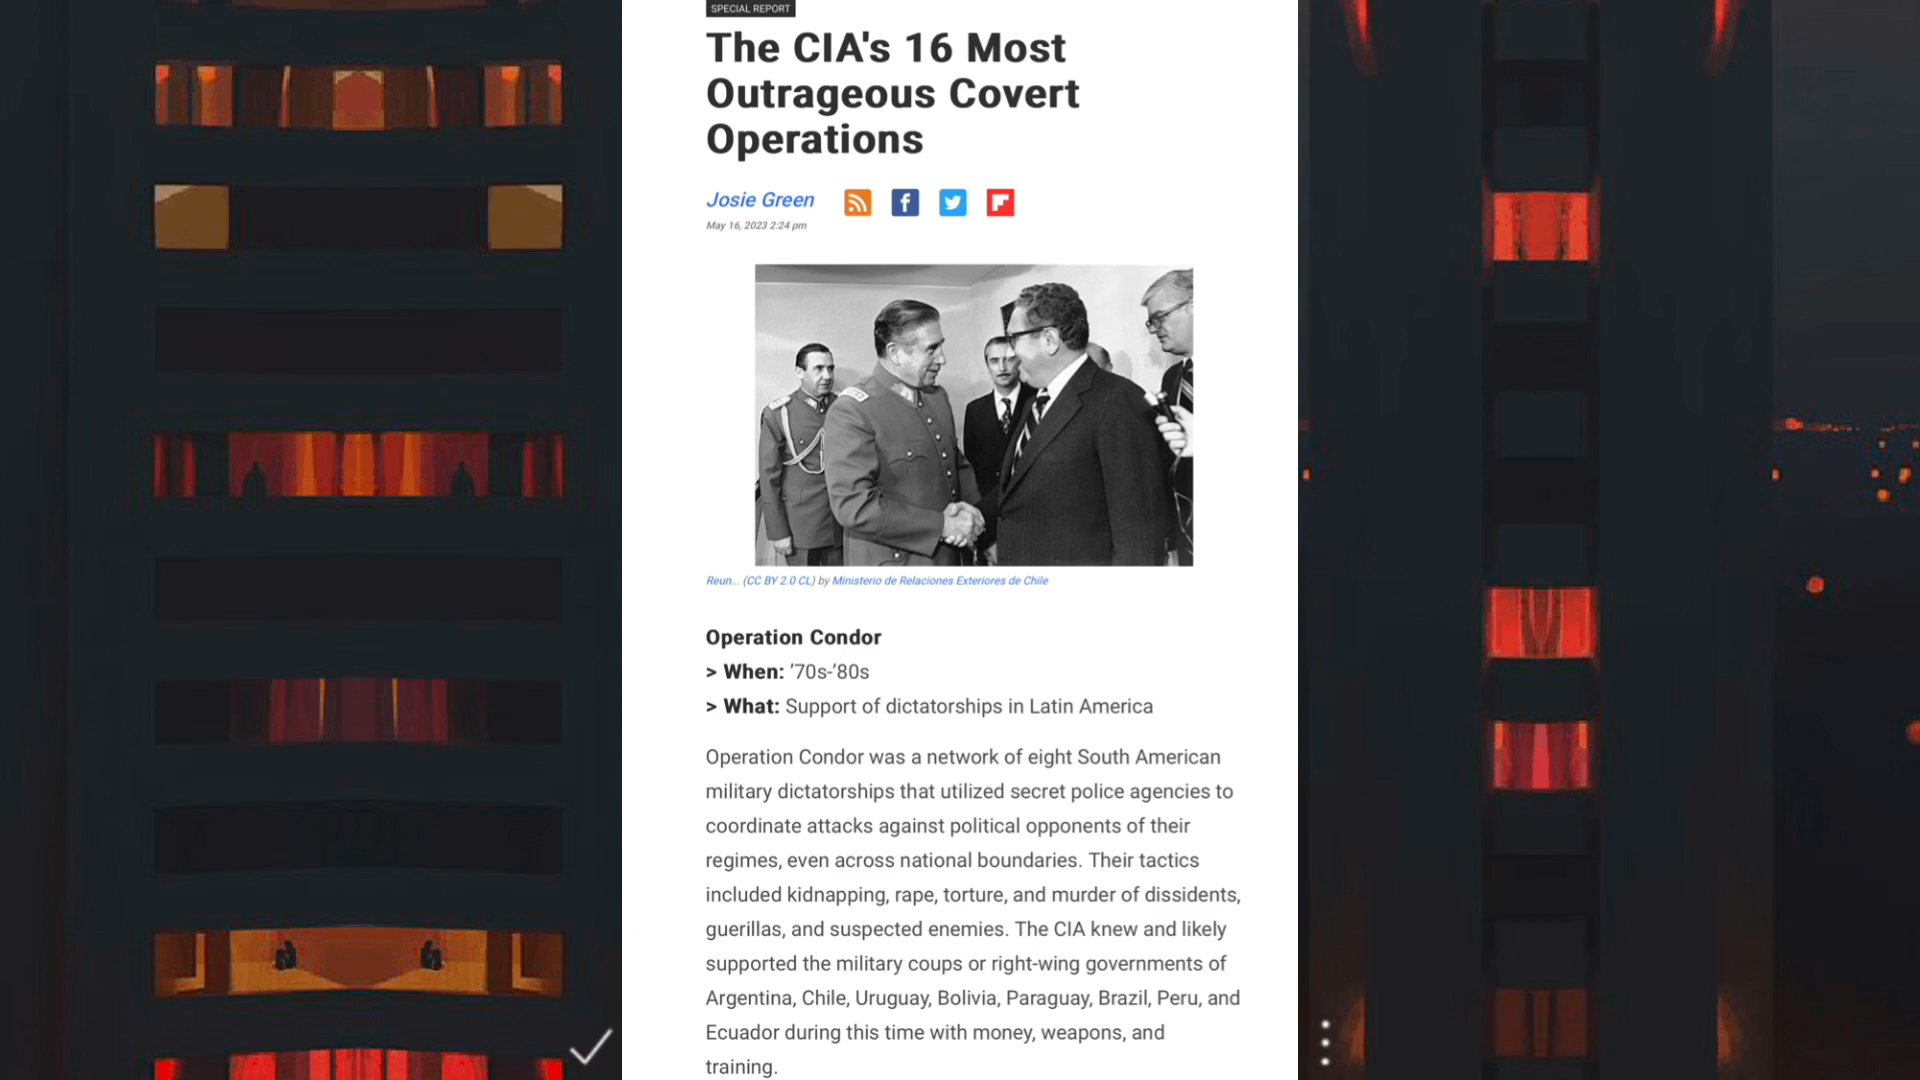 SPECIAL REPORT
The CIA's 16 Most
Outrageous Covert
Operations
Josie Green
May 16, 2023 2:24 pm
Reun... (CC BY 2.0 CL) by Ministerio de Relaciones Exteriores de Chile
Operation Condor
> When: ’70s-’80s
> What: Support of dictatorships in Latin America
Operation Condor was a network of eight South American
military dictatorships that utilized secret police agencies to
coordinate attacks against political opponents of their
regimes, even across national boundaries. Their tactics
included kidnapping, rape, torture, and murder of dissidents,
guerillas, and suspected enemies. The CIA knew and likely
supported the military coups or right-wing governments of
Argentina, Chile, Uruguay, Bolivia, Paraguay, Brazil, Peru, and
Ecuador during this time with money, weapons, and
training.